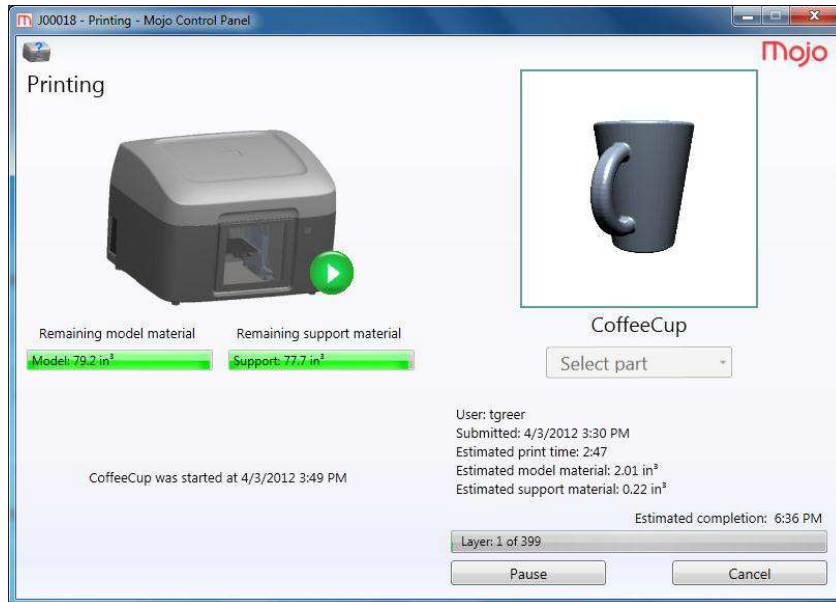 J00018 - Printing - Mojo Control Panel
mojo
Printing
Remaining model material
Remaining support material
Model: 79.2 in³
Support: 77.7 in³
CoffeeCup was started at 4/3/2012 3:49 PM
CoffeeCup
Select part
User: tgreer
Submitted: 4/3/2012 3:30 PM
Estimated print time: 2:47
Estimated model material: 2.01 in³
Estimated support material: 0.22 in³
Estimated completion: 6:36 PM
Layer: 1 of 399
Pause
Cancel